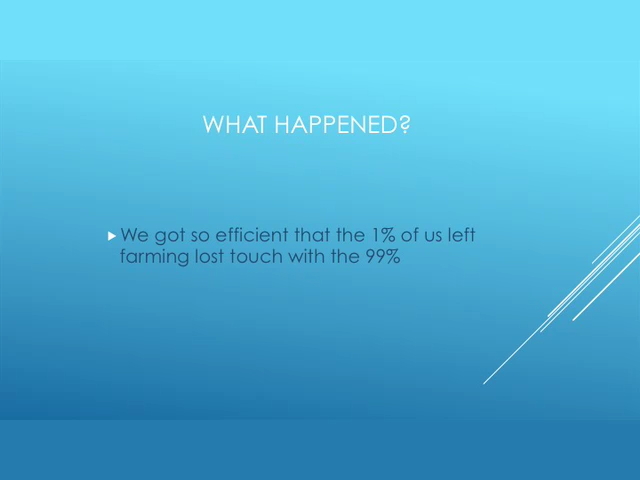 WHAT HAPPENED?
We got so efficient that the 1% of us left
farming lost touch with the 99%